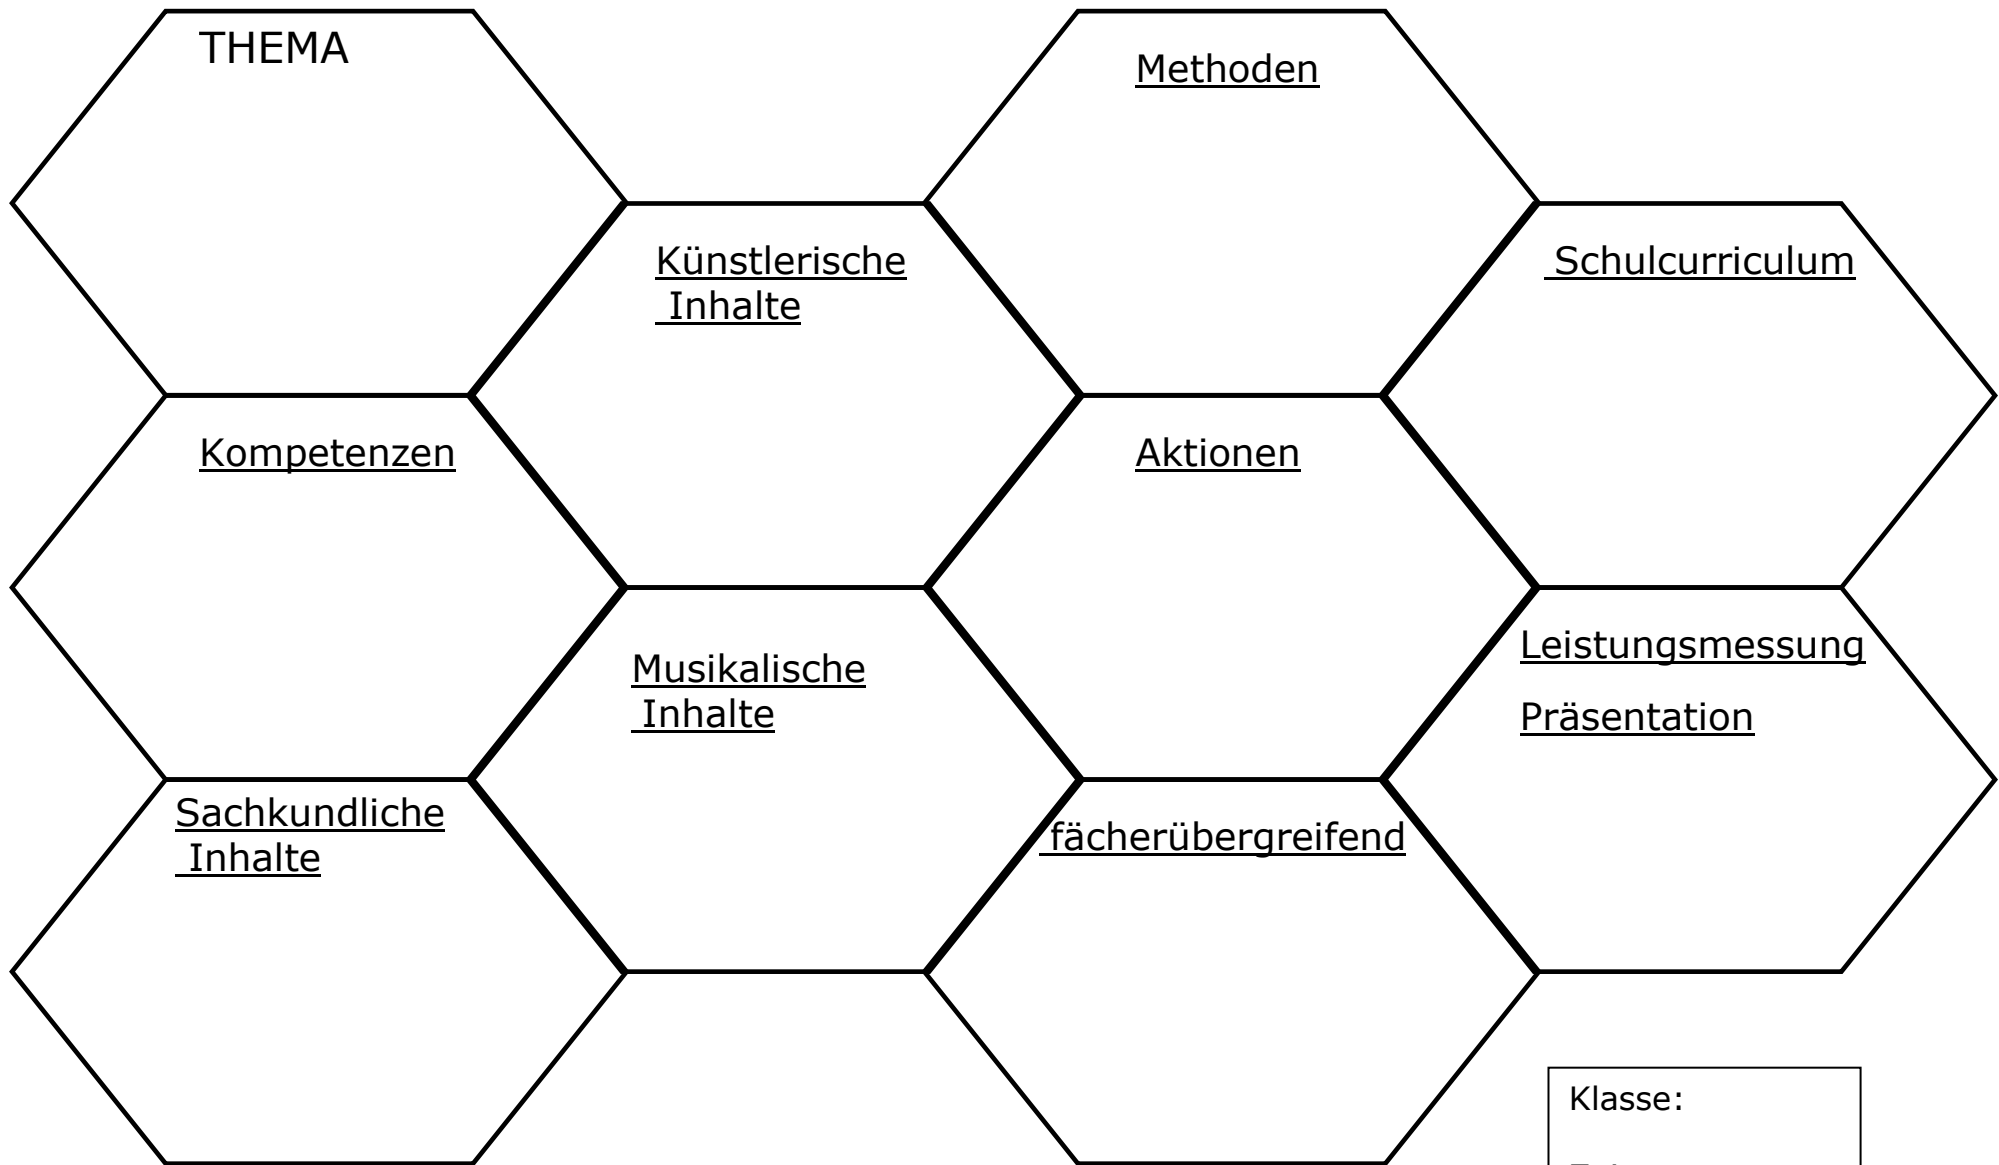 THEMA
Methoden
Künstlerische
Inhalte
Schulcurriculum
Kompetenzen
Aktionen
Musikalische
Inhalte
Leistungsmessung
Präsentation
Sachkundliche
Inhalte
fächerübergreifend
Klasse: